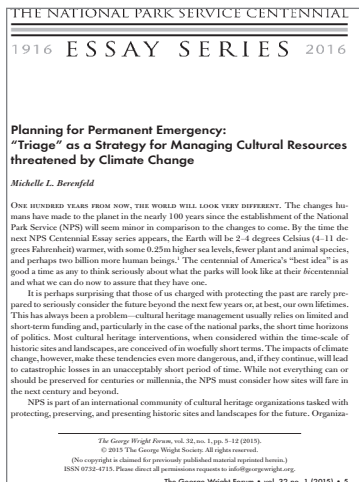 THE NATIONAL PARK SERVICE CENTENNIAL
1916 ESSAY SERIES 2016
Planning for Permanent Emergency:
“Triage” as a Strategy for Managing Cultural Resources
threatened by Climate Change
Michelle L. Berenfeld
One hundred years from now, the world will look very different. The changes hu-
mans have made to the planet in the nearly 100 years since the establishment of the National
Park Service (NPS) will seem minor in comparison to the changes to come. By the time the
next NPS Centennial Essay series appears, the Earth will be 2–4 degrees Celsius (4–11 de-
grees Fahrenheit) warmer, with some 0.25m higher sea levels, fewer plant and animal species,
and perhaps two billion more human beings.¹ The centennial of America’s “best idea” is as
good a time as any to think seriously about what the parks will look like at their bicentennial
and what we can do now to assure that they have one.
It is perhaps surprising that those of us charged with protecting the past are rarely pre-
pared to seriously consider the future beyond the next few years or, at best, our own lifetimes.
This has always been a problem—cultural heritage management usually relies on limited and
short-term funding and, particularly in the case of the national parks, the short time horizons
of politics. Most cultural heritage interventions, when considered within the time-scale of
historic sites and landscapes, are conceived of in woefully short terms. The impacts of climate
change, however, make these tendencies even more dangerous, and, if they continue, will lead
to catastrophic losses in an unacceptably short period of time. While not everything can or
should be preserved for centuries or millennia, the NPS must consider how sites will fare in
the next century and beyond.
NPS is part of an international community of cultural heritage organizations tasked with
protecting, preserving, and presenting historic sites and landscapes for the future. Organiza-
The George Wright Forum, vol. 32, no. 1, pp. 5–12 (2015).
© 2015 The George Wright Society. All rights reserved.
(No copyright is claimed for previously published material reprinted herein.)
ISSN 0732-4715. Please direct all permissions requests to info@georgewright.org.
The George Wright Forum • vol. 32 no. 1 (2015) • 5